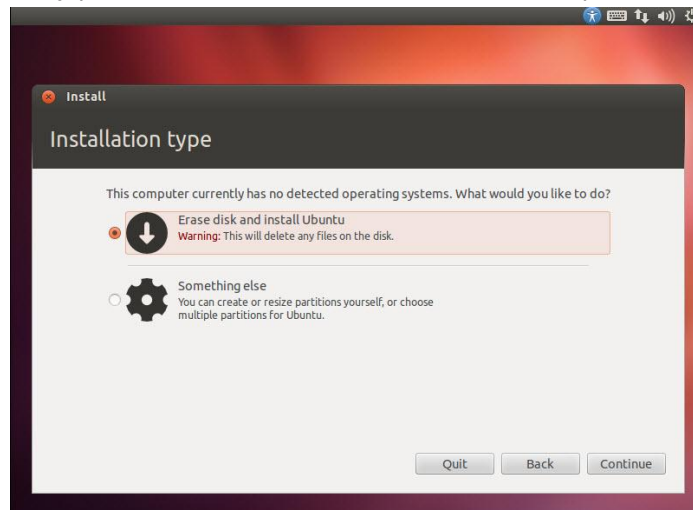 Install
Installation type
This computer currently has no detected operating systems. What would you like to do?
Erase disk and install Ubuntu
Warning: This will delete any files on the disk.
Something else
You can create or resize partitions yourself, or choose
multiple partitions for Ubuntu.
Quit Back Continue